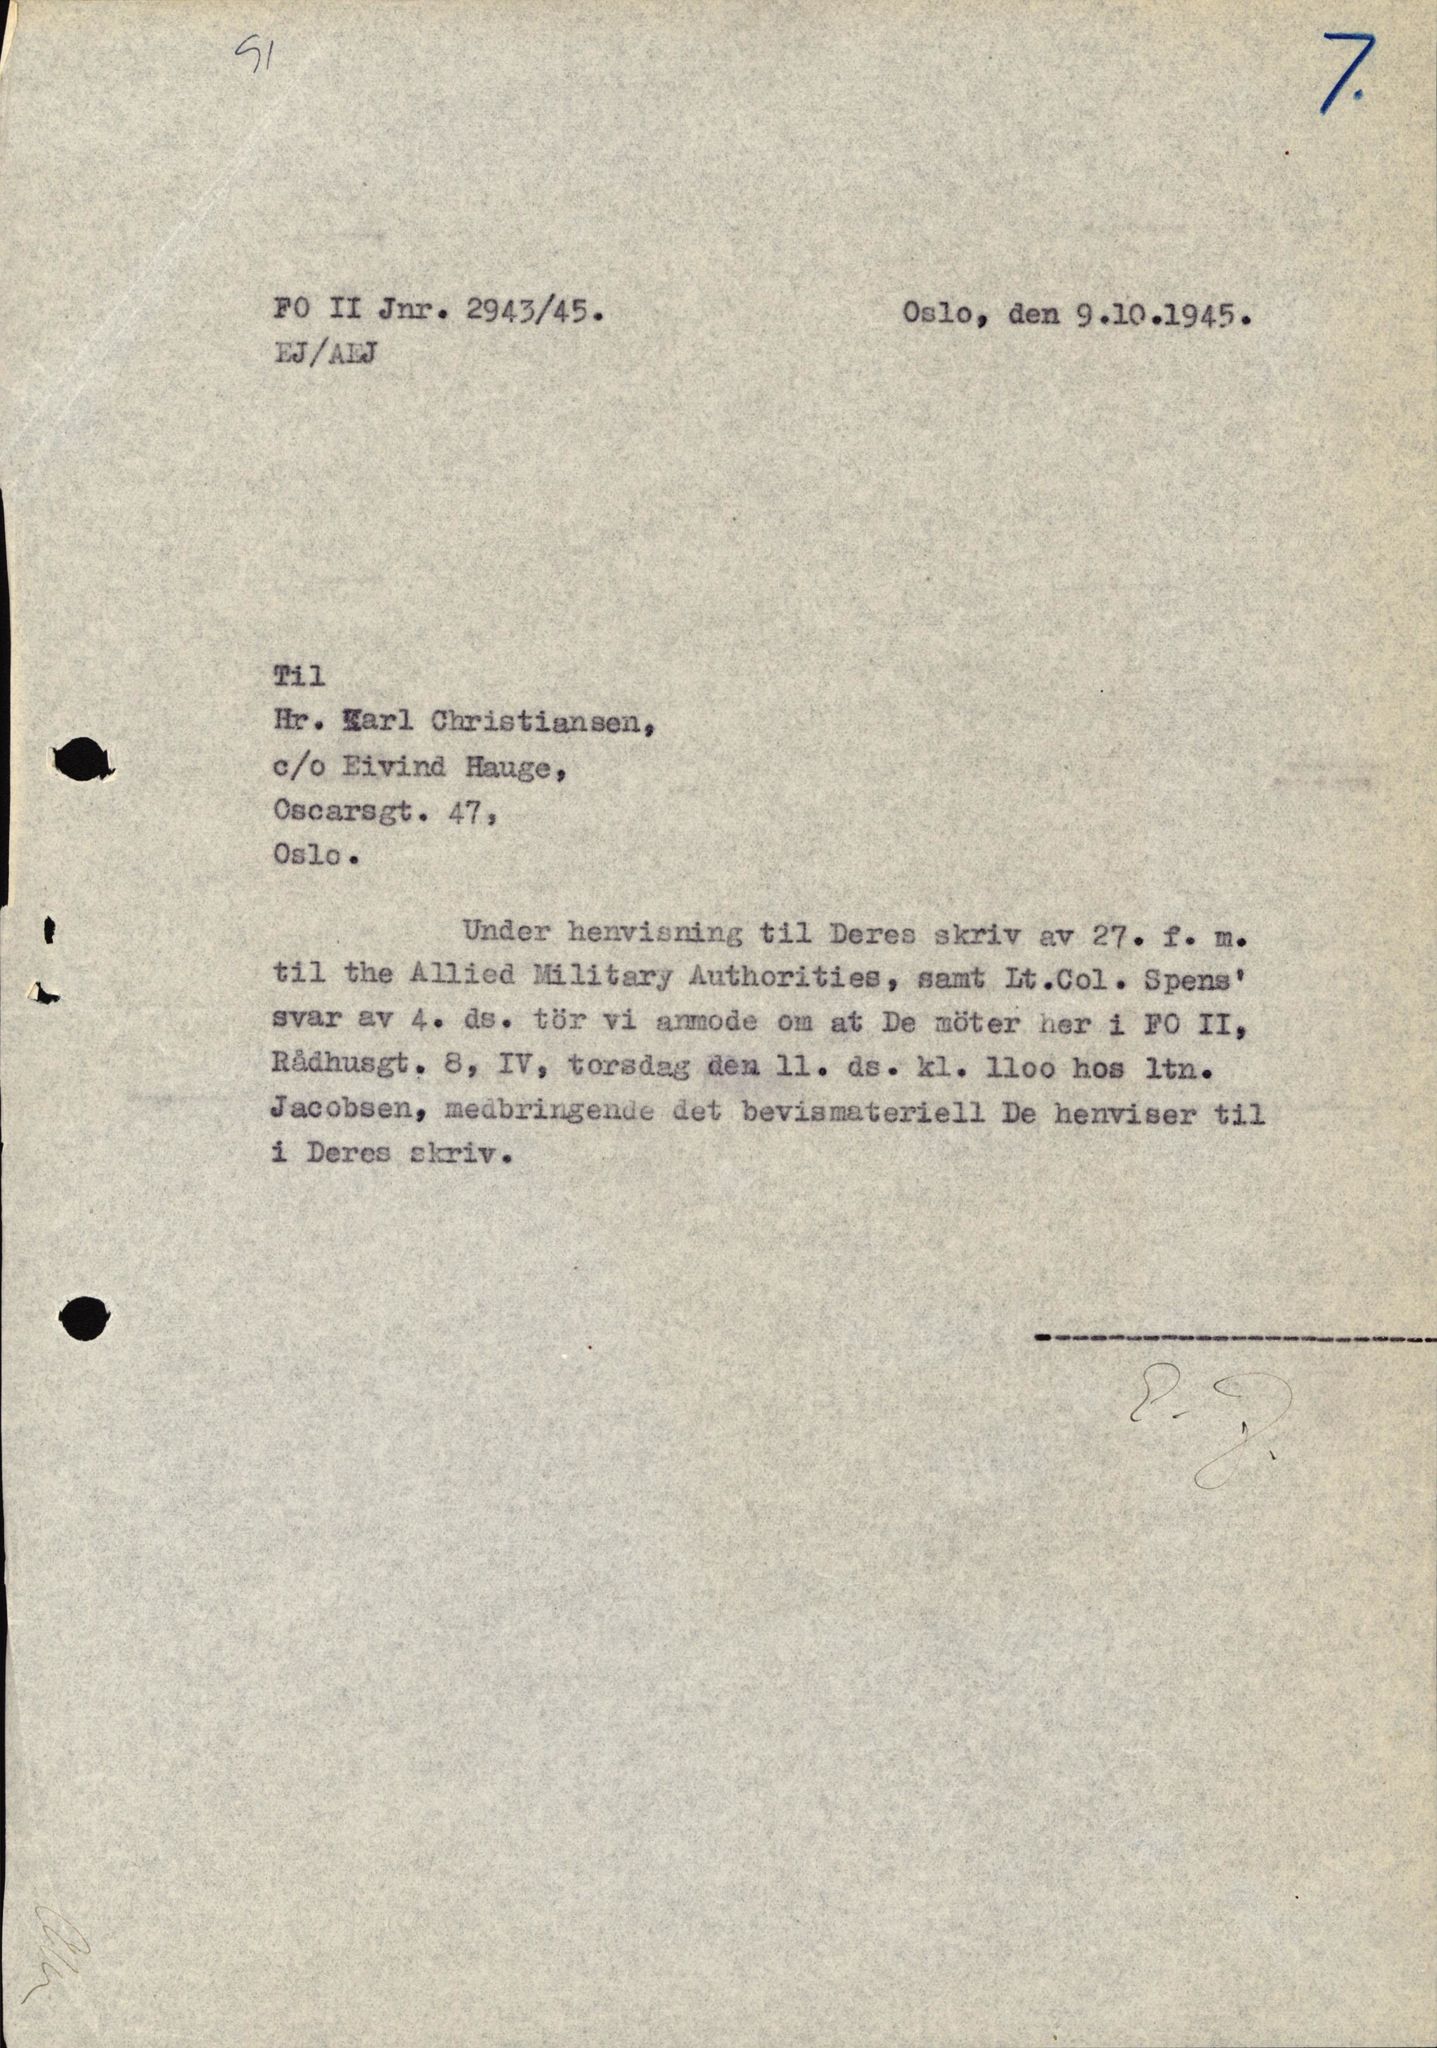 7.
FO II Jnr. 2943/45.
Oslo, den 9.10.1945.
EJ/AEJ
Til
Hr. Karl Christiansen,
c/o Eivind Hauge,
Oscarsgt. 47,
Oslo.
Under henvisning til Deres skriv av 27. f. m.
til the Allied Military Authorities, samt Lt.Col. Spens'
svar av 4. ds. tör vi anmode om at De möter her i FO II,
Rådhusgt. 8, IV, torsdag den 11. ds. kl. 1100 hos ltn.
Jacobsen, medbringende det bevismateriell De henviser til
i Deres skriv.
E. J.